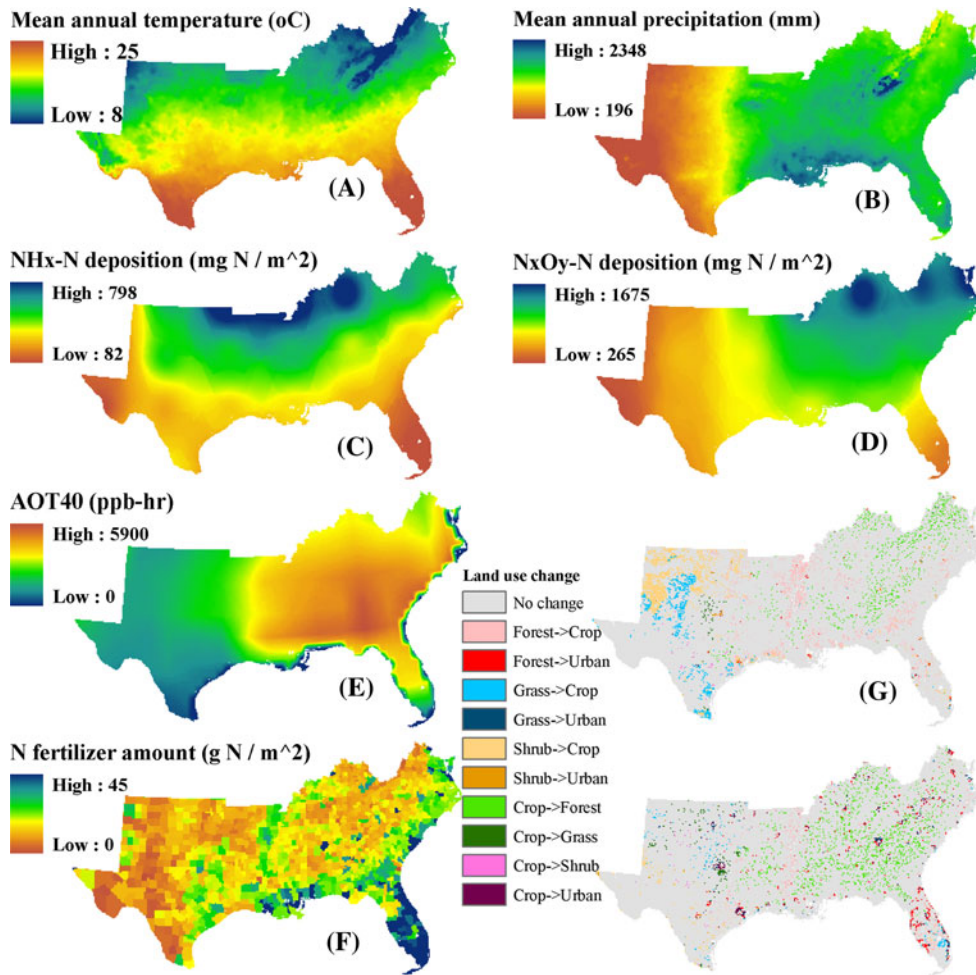 Mean annual temperature (oC)
High : 25
Low : 8
(A)
Mean annual precipitation (mm)
High : 2348
Low : 196
(B)
NHx-N deposition (mg N / m^2)
High : 798
Low : 82
(C)
NxOy-N deposition (mg N / m^2)
High : 1675
Low : 265
(D)
AOT40 (ppb-hr)
High : 5900
Low : 0
(E)
Land use change
No change
Forest->Crop
Forest->Urban
Grass->Crop
Grass->Urban
Shrub->Crop
Shrub->Urban
Crop->Forest
Crop->Grass
Crop->Shrub
Crop->Urban
(G)
N fertilizer amount (g N / m^2)
High : 45
Low : 0
(F)